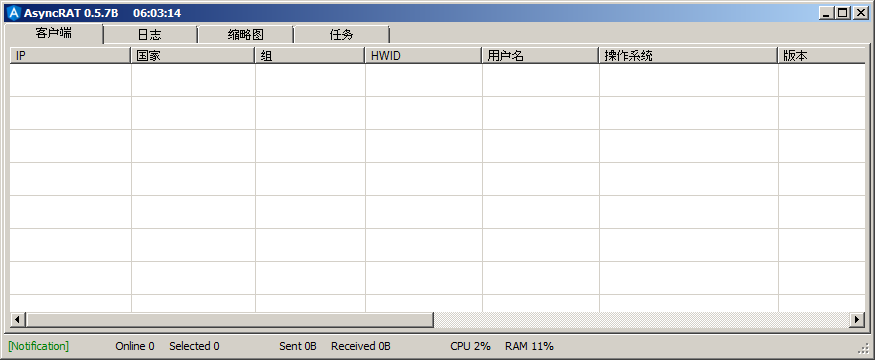 AsyncRAT 0.5.7B 06:03:14
客户端 日志 缩略图 任务
IP 国家 组 HWID 用户名 操作系统 版本
[Notification] Online 0 Selected 0 Sent 0B Received 0B CPU 2% RAM 11%